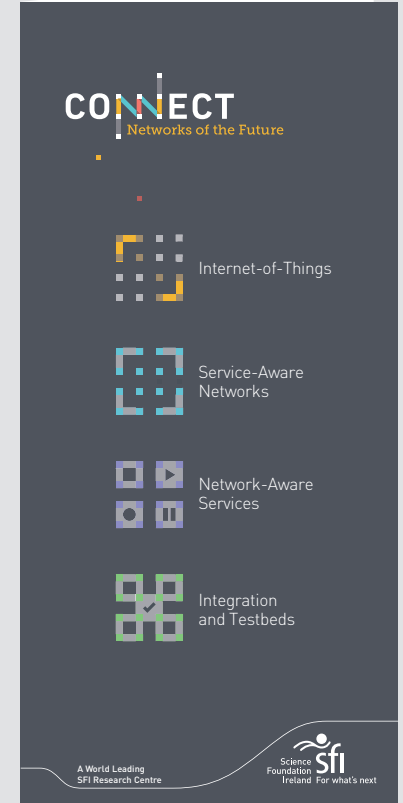 CONNECT
Networks of the Future
Internet-of-Things
Service-Aware
Networks
Network-Aware
Services
Integration
and Testbeds
A World Leading
SFI Research Centre
Science
Foundation
Ireland
sfi
For what's next